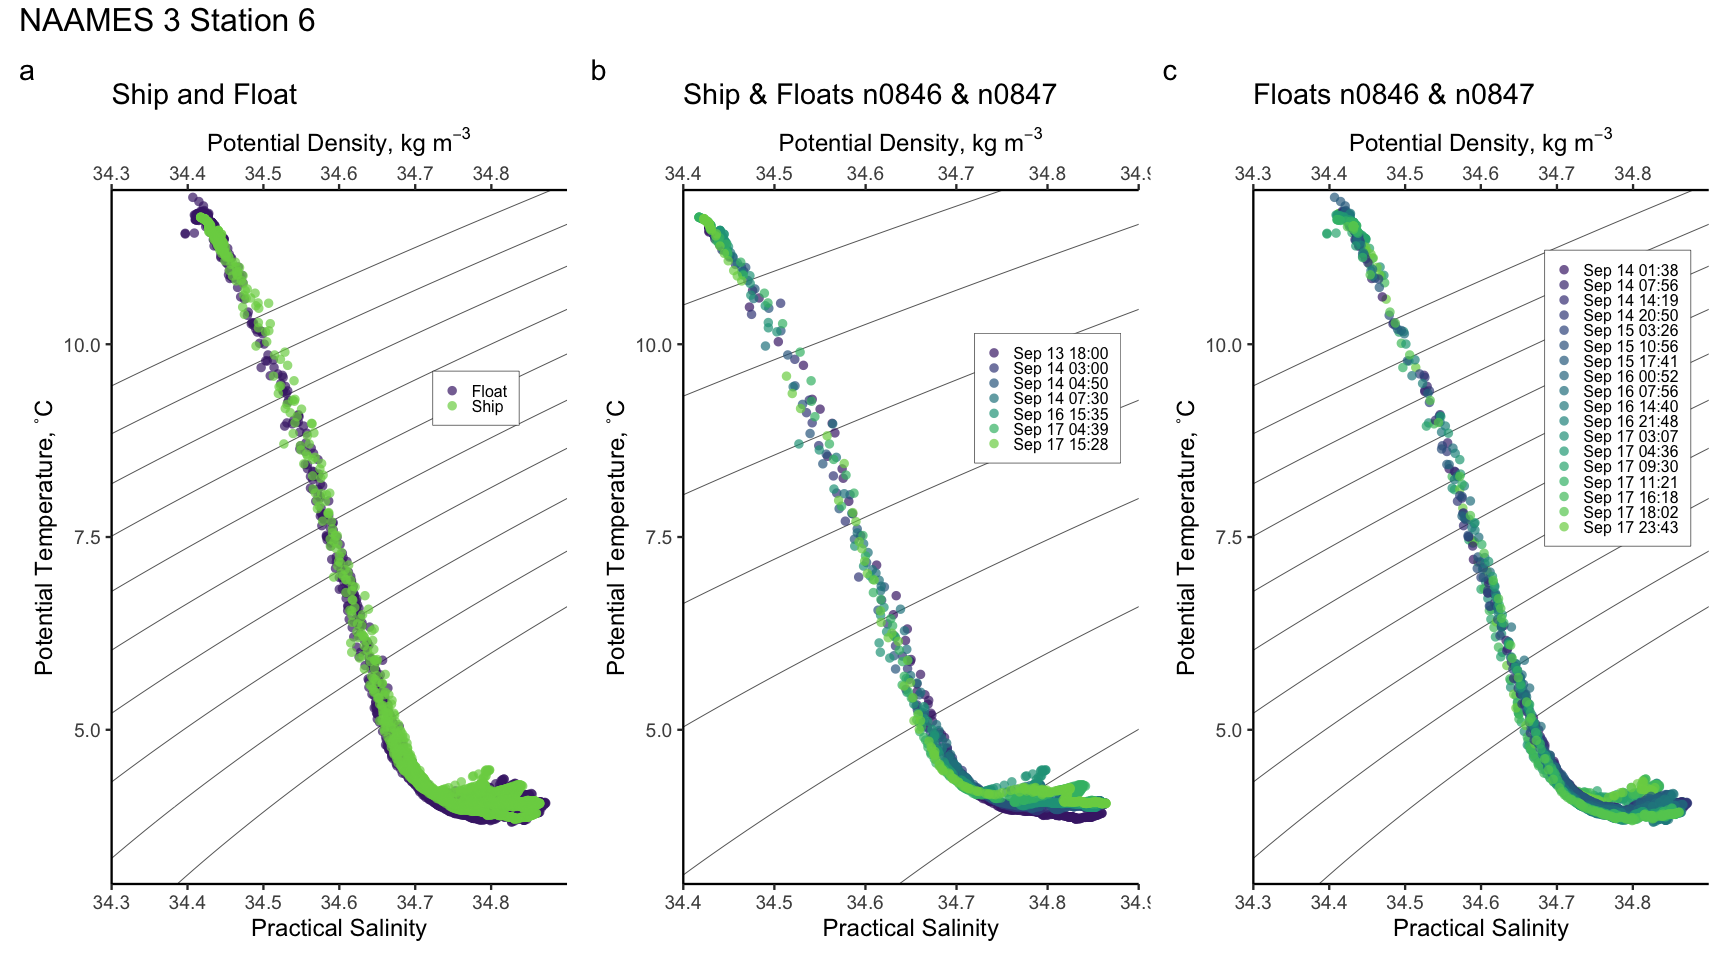 NAAMES 3 Station 6
a
Ship and Float
Potential Density, kg m−3
34.3 34.4 34.5 34.6 34.7 34.8
10.0
7.5
5.0
Potential Temperature, ˚C
Float
Ship
34.3 34.4 34.5 34.6 34.7 34.8
Practical Salinity
b
Ship & Floats n0846 & n0847
Potential Density, kg m−3
34.4 34.5 34.6 34.7 34.8 34.9
10.0
7.5
5.0
Potential Temperature, ˚C
Sep 13 18:00
Sep 14 03:00
Sep 14 04:50
Sep 14 07:30
Sep 16 15:35
Sep 17 04:39
Sep 17 15:28
34.4 34.5 34.6 34.7 34.8 34.9
Practical Salinity
c
Floats n0846 & n0847
Potential Density, kg m−3
34.3 34.4 34.5 34.6 34.7 34.8
10.0
7.5
5.0
Potential Temperature, ˚C
Sep 14 01:38
Sep 14 07:56
Sep 14 14:19
Sep 14 20:50
Sep 15 03:26
Sep 15 10:56
Sep 15 17:41
Sep 16 00:52
Sep 16 07:56
Sep 16 14:40
Sep 16 21:48
Sep 17 03:07
Sep 17 04:36
Sep 17 09:30
Sep 17 11:21
Sep 17 16:18
Sep 17 18:02
Sep 17 23:43
34.3 34.4 34.5 34.6 34.7 34.8
Practical Salinity